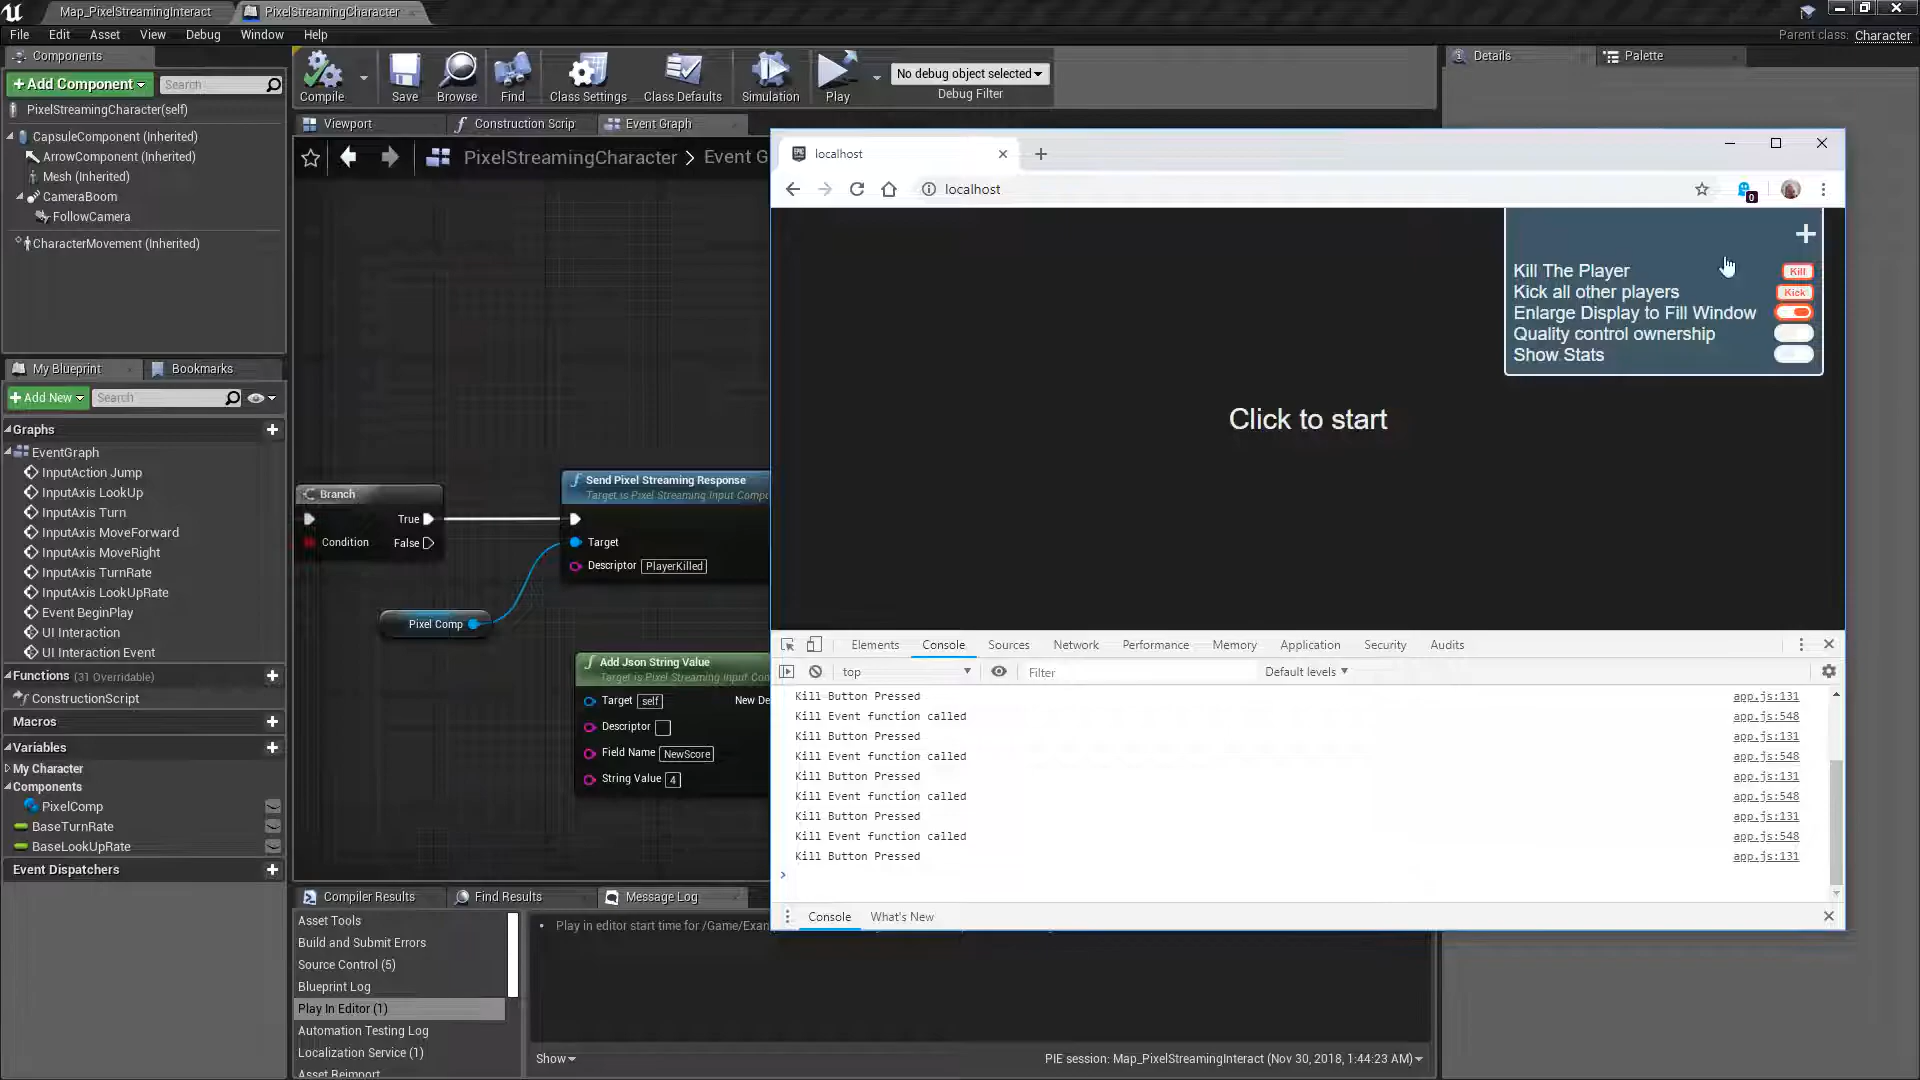 Map_PixelStreamingInteract
PixelStreamingCharacter
File Edit Asset View Debug Window Help
Parent class: Character
Components
Add Component
Search
PixelStreamingCharacter(self)
CapsuleComponent (Inherited)
ArrowComponent (Inherited)
Mesh (Inherited)
CameraBoom
FollowCamera
CharacterMovement (Inherited)
Compile
Save
Browse
Find
Class Settings
Class Defaults
Simulation
Play
No debug object selected
Debug Filter
Details
Palette
Viewport
Construction Scrip
Event Graph
PixelStreamingCharacter > Event G
My Blueprint
Bookmarks
Add New
Search
Graphs
EventGraph
InputAction Jump
InputAxis LookUp
InputAxis Turn
InputAxis MoveForward
InputAxis MoveRight
InputAxis TurnRate
InputAxis LookUpRate
Event BeginPlay
UI Interaction
UI Interaction Event
Functions (31 Overridable)
ConstructionScript
Macros
Variables
My Character
Components
PixelComp
BaseTurnRate
BaseLookUpRate
Event Dispatchers
Branch
True
Condition
False
Pixel Comp
Send Pixel Streaming Response
Target is Pixel Streaming Input Compo
Target
Descriptor PlayerKilled
Add Json String Value
Target is Pixel Streaming Input Con
Target self
New De
Descriptor
Field Name NewScore
String Value 4
localhost
localhost
0
Kill The Player Kill
Kick all other players Kick
Enlarge Display to Fill Window
Quality control ownership
Show Stats
Click to start
Elements Console Sources Network Performance Memory Application Security Audits
top
Filter
Default levels
Kill Button Pressed app.js:131
Kill Event function called app.js:548
Kill Button Pressed app.js:131
Kill Event function called app.js:548
Kill Button Pressed app.js:131
Kill Event function called app.js:548
Kill Button Pressed app.js:131
Kill Event function called app.js:548
Kill Button Pressed app.js:131
Console
What's New
Compiler Results
Find Results
Message Log
Asset Tools
Build and Submit Errors
Source Control (5)
Blueprint Log
Play In Editor (1)
Automation Testing Log
Localization Service (1)
Asset Reimport
Play in editor start time for /Game/Exam
Show
PIE session: Map_PixelStreamingInteract (Nov 30, 2018, 1:44:23 AM)